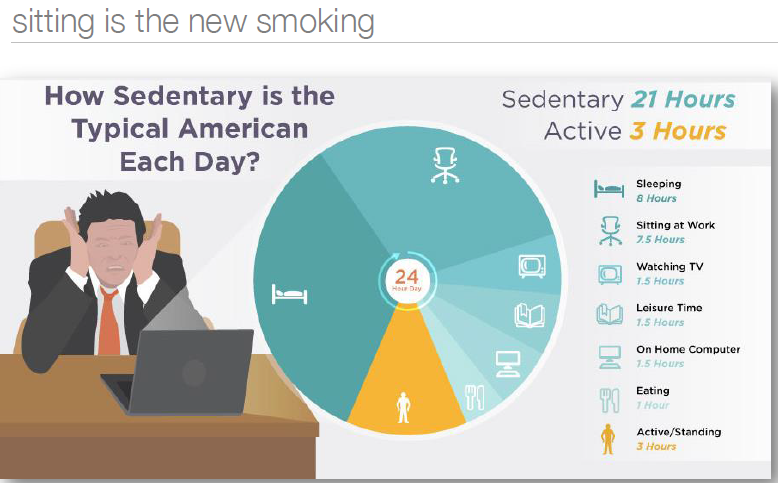 sitting is the new smoking
How Sedentary is the
Typical American
Each Day?
Sedentary 21 Hours
Active 3 Hours
24
Hour Day
Sleeping
8 Hours
Sitting at Work
7.5 Hours
Watching TV
1.5 Hours
Leisure Time
1.5 Hours
On Home Computer
1.5 Hours
Eating
1 Hour
Active/Standing
3 Hours